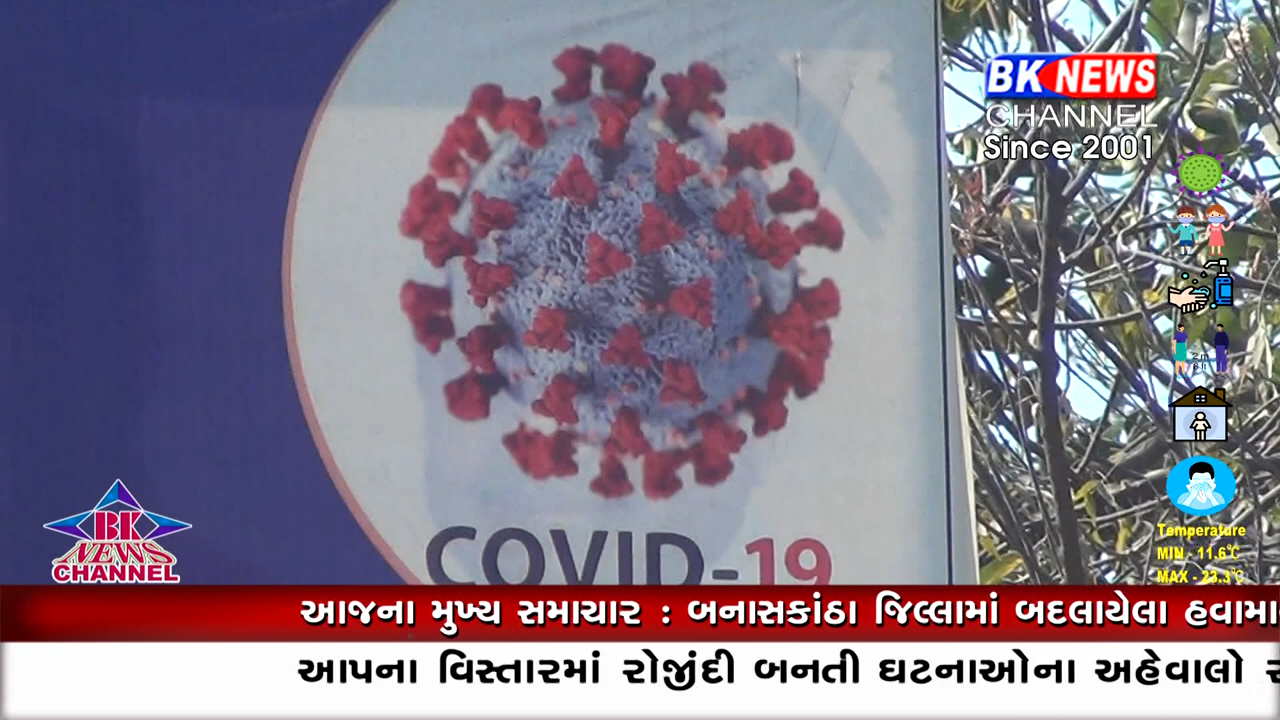 BK NEWS
CHANNEL
Since 2001
COVID-19
BK
NEWS
CHANNEL
Temperature
MIN - 11.6°C
MAX - 23.3°C
આજના મુખ્ય સમાચાર : બનાસકાંઠા જિલ્લામાં બદલાયેલા
આપના વિસ્તારમાં રોજીંદી બનતી ઘટનાઓના અહેવાલો